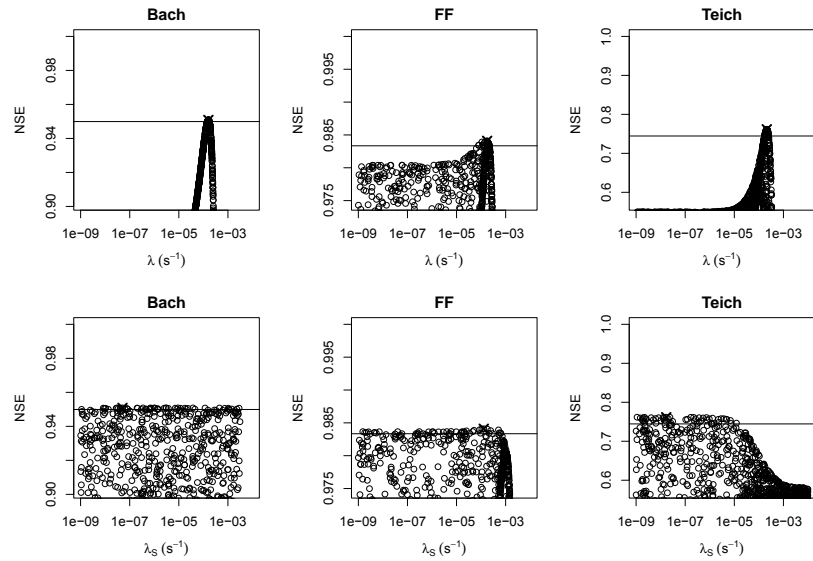 Bach
NSE
0.90 0.94 0.98
1e−09 1e−07 1e−05 1e−03
λ (s−1)
FF
NSE
0.975 0.985 0.995
1e−09 1e−07 1e−05 1e−03
λ (s−1)
Teich
NSE
0.6 0.7 0.8 0.9 1.0
1e−09 1e−07 1e−05 1e−03
λ (s−1)
Bach
NSE
0.90 0.94 0.98
1e−09 1e−07 1e−05 1e−03
λS (s−1)
FF
NSE
0.975 0.985 0.995
1e−09 1e−07 1e−05 1e−03
λS (s−1)
Teich
NSE
0.6 0.7 0.8 0.9 1.0
1e−09 1e−07 1e−05 1e−03
λS (s−1)